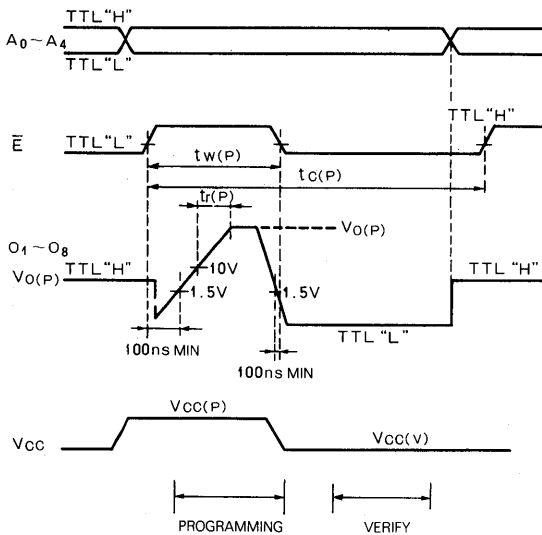 TTL“H”
A₀~A₄
TTL“L”
TTL“H”
E̅
TTL“L”
tw(P)
tC(P)
tr(P)
O₁~O₈
VO(P)
TTL“H”
VO(P)
TTL“H”
10V
1.5V
1.5V
TTL“L”
100ns MIN
100ns MIN
VCC(P)
VCC
VCC(V)
PROGRAMMING
VERIFY